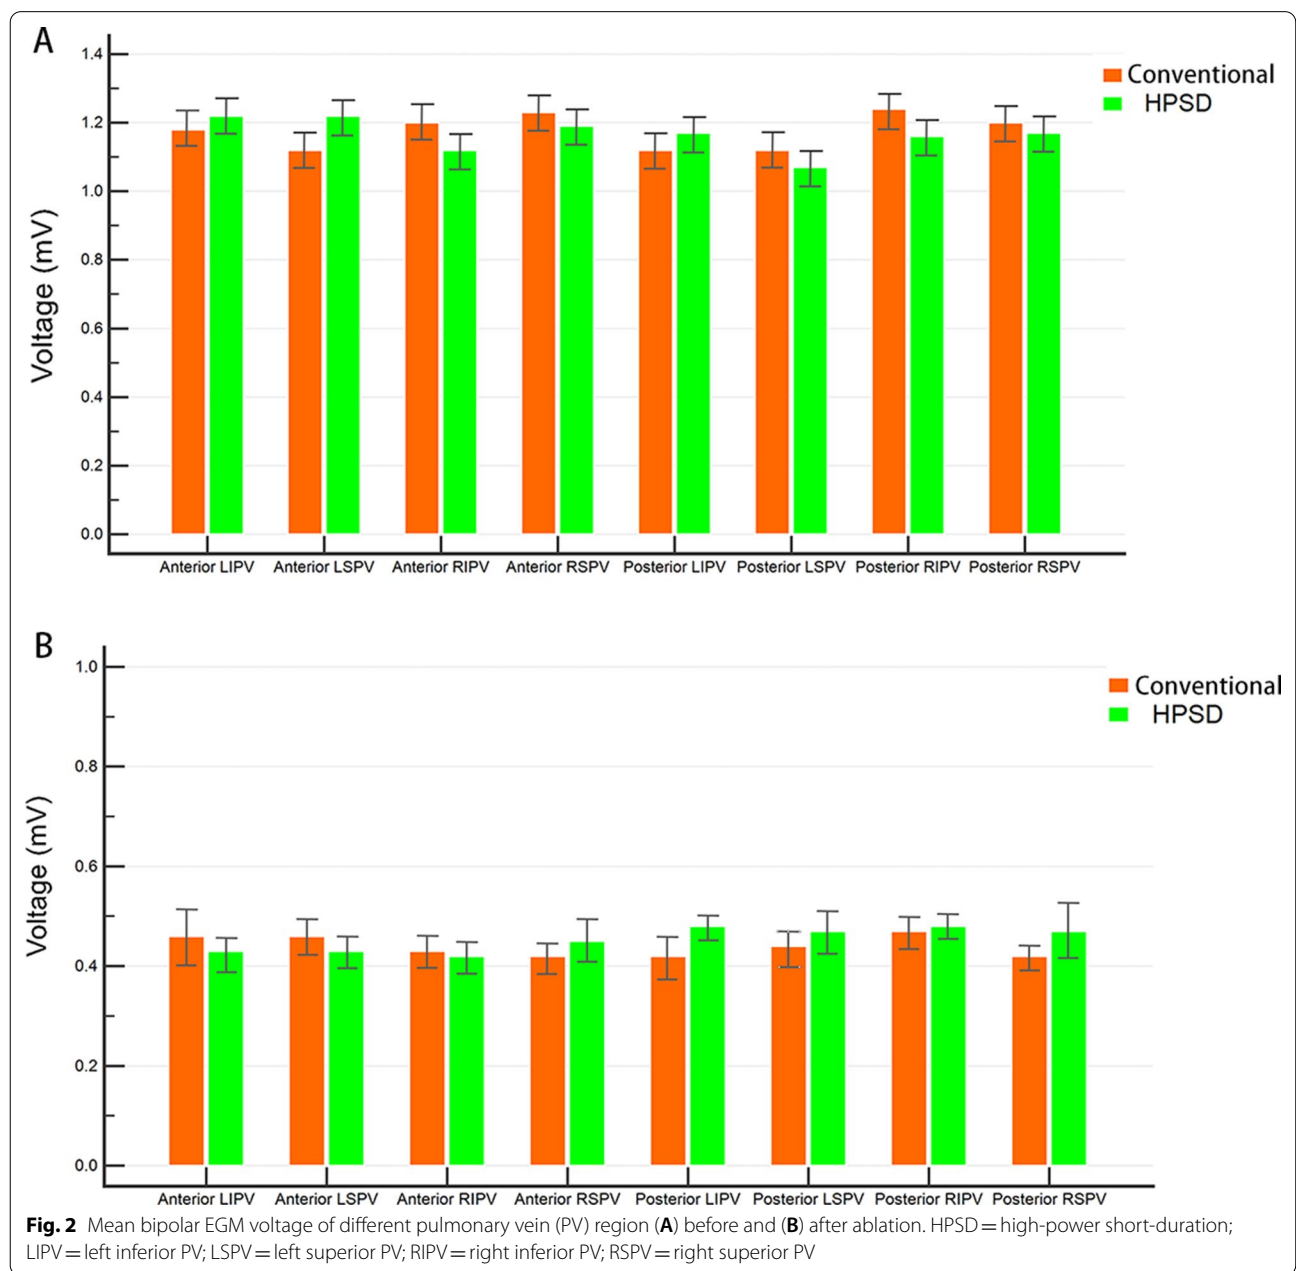 A
Voltage (mV)
1.4
1.2
1.0
0.8
0.6
0.4
0.2
0.0
Conventional
HPSD
Anterior LIPV Anterior LSPV Anterior RIPV Anterior RSPV Posterior LIPV Posterior LSPV Posterior RIPV Posterior RSPV
B
Voltage (mV)
1.0
0.8
0.6
0.4
0.2
0.0
Conventional
HPSD
Anterior LIPV Anterior LSPV Anterior RIPV Anterior RSPV Posterior LIPV Posterior LSPV Posterior RIPV Posterior RSPV
Fig. 2 Mean bipolar EGM voltage of different pulmonary vein (PV) region (A) before and (B) after ablation. HPSD = high-power short-duration;
LIPV = left inferior PV; LSPV = left superior PV; RIPV = right inferior PV; RSPV = right superior PV